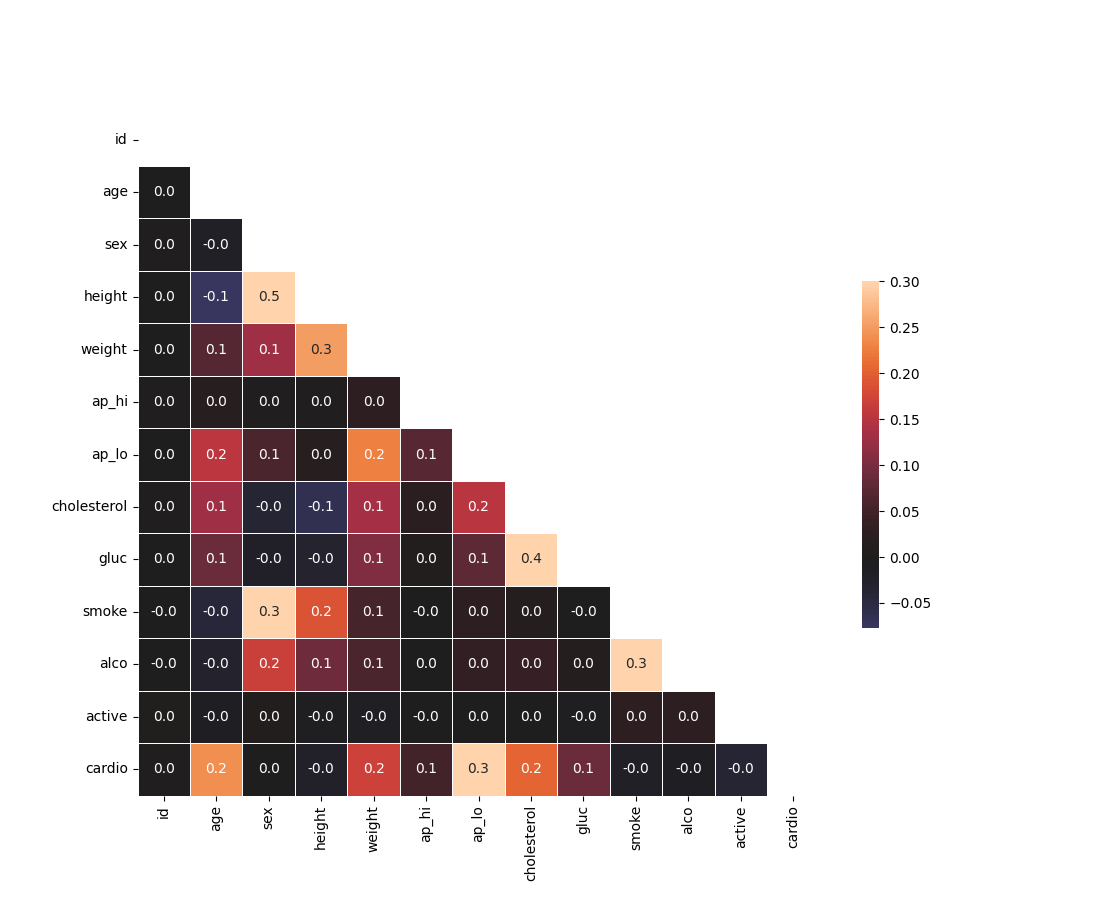 id
age 0.0
sex 0.0 -0.0
height 0.0 -0.1 0.5
weight 0.0 0.1 0.1 0.3
ap_hi 0.0 0.0 0.0 0.0 0.0
ap_lo 0.0 0.2 0.1 0.0 0.2 0.1
cholesterol 0.0 0.1 -0.0 -0.1 0.1 0.0 0.2
gluc 0.0 0.1 -0.0 -0.0 0.1 0.0 0.1 0.4
smoke -0.0 -0.0 0.3 0.2 0.1 -0.0 0.0 0.0 -0.0
alco -0.0 -0.0 0.2 0.1 0.1 0.0 0.0 0.0 0.0 0.3
active 0.0 -0.0 0.0 -0.0 -0.0 -0.0 0.0 0.0 -0.0 0.0 0.0
cardio 0.0 0.2 0.0 -0.0 0.2 0.1 0.3 0.2 0.1 -0.0 -0.0 -0.0
id age sex height weight ap_hi ap_lo cholesterol gluc smoke alco active cardio
0.30
0.25
0.20
0.15
0.10
0.05
0.00
−0.05